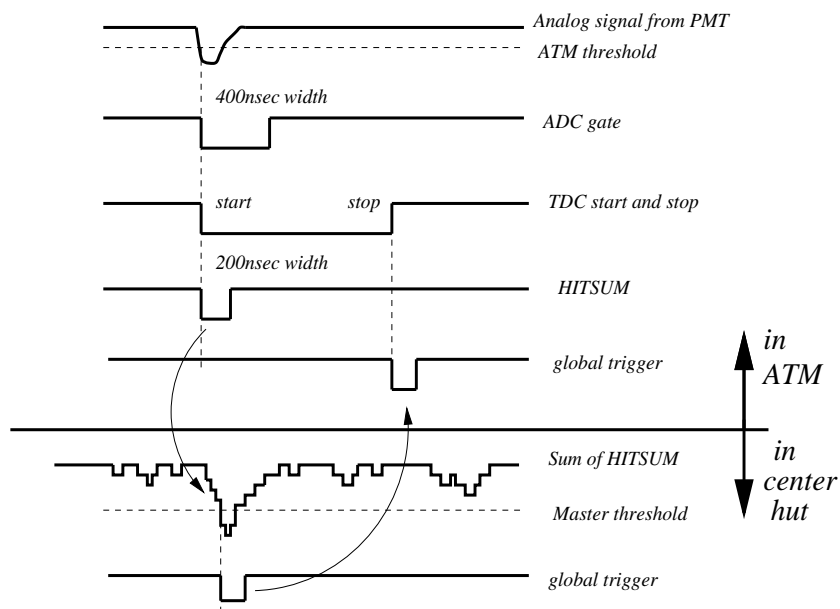 Analog signal from PMT
ATM threshold
400nsec width
ADC gate
start
stop
TDC start and stop
200nsec width
HITSUM
global trigger
in
ATM
Sum of HITSUM
in
center
hut
Master threshold
global trigger